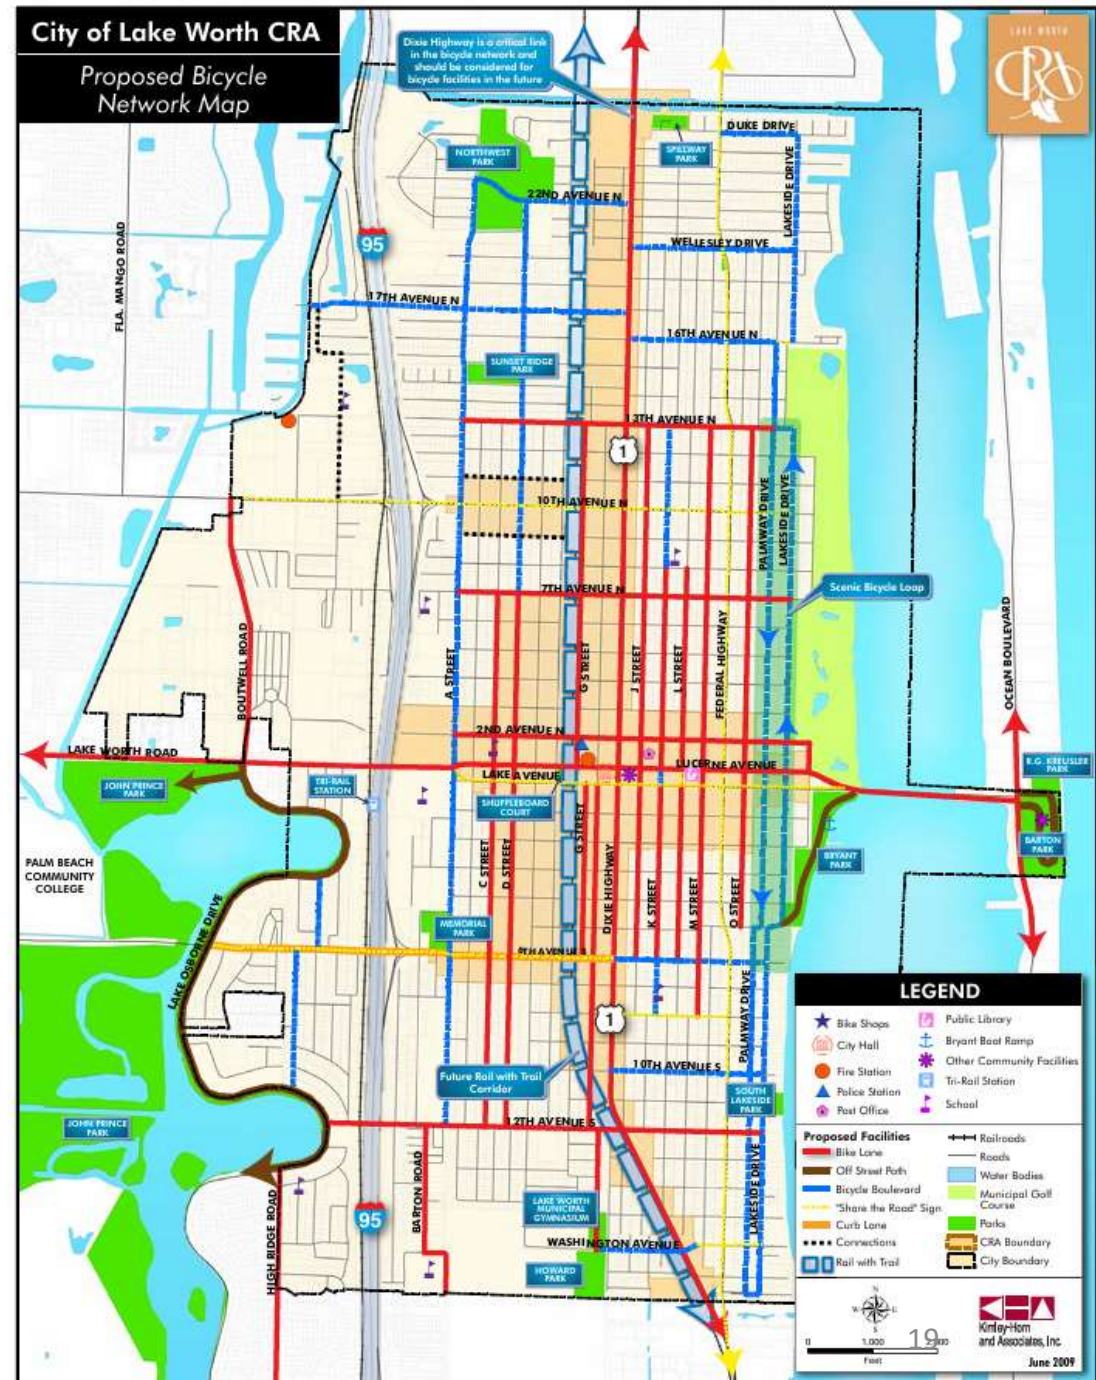 City of Lake Worth CRA
Proposed Bicycle
Network Map
Dixie Highway is a critical link
in the bicycle network and
should be considered for
bicycle facilities in the future
LAKE WORTH
CRA
DUKE DRIVE
SPILLWAY
PARK
NORTHWEST
PARK
LAKESIDE DRIVE
22ND AVENUE N
WELLESLEY DRIVE
95
FLA. MANGO ROAD
17TH AVENUE N
16TH AVENUE N
SUNSET RIDGE
PARK
13TH AVENUE N
1
10TH AVENUE N
PALMWAY DRIVE
LAKESIDE DRIVE
7TH AVENUE N
Scenic Bicycle Loop
BOUTWELL ROAD
A STREET
G STREET
J STREET
L STREET
FEDERAL HIGHWAY
OCEAN BOULEVARD
2ND AVENUE N
LAKE WORTH ROAD
LUCERNE AVENUE
LAKE AVENUE
R.G. KREUSLER
PARK
JOHN PRINCE
PARK
TRI-RAIL
STATION
SHUFFLEBOARD
COURT
G STREET
BARTON
PARK
BRYANT
PARK
PALM BEACH
COMMUNITY
COLLEGE
C STREET
D STREET
DIXIE HIGHWAY
K STREET
M STREET
O STREET
MEMORIAL
PARK
LAKE OSBORNE DRIVE
AVENUE S
1
PALMWAY DRIVE
10TH AVENUE S
Future Rail with Trail
Corridor
SOUTH
LAKESIDE
PARK
JOHN PRINCE
PARK
12TH AVENUE S
HIGH RIDGE ROAD
95
BARTON ROAD
LAKE WORTH
MUNICIPAL
GYMNASIUM
LAKESIDE DRIVE
WASHINGTON AVENUE
HOWARD
PARK
LEGEND
Bike Shops
City Hall
Fire Station
Police Station
Post Office
Public Library
Bryant Boat Ramp
Other Community Facilities
Tri-Rail Station
School
Proposed Facilities
Bike Lane
Off Street Path
Bicycle Boulevard
"Share the Road" Sign
Curb Lane
Connections
Rail with Trail
Railroads
Roads
Water Bodies
Municipal Golf
Course
Parks
CRA Boundary
City Boundary
N
W E
S
0 1,000
Feet
19
Kimley-Horn
and Associates, Inc.
June 2009